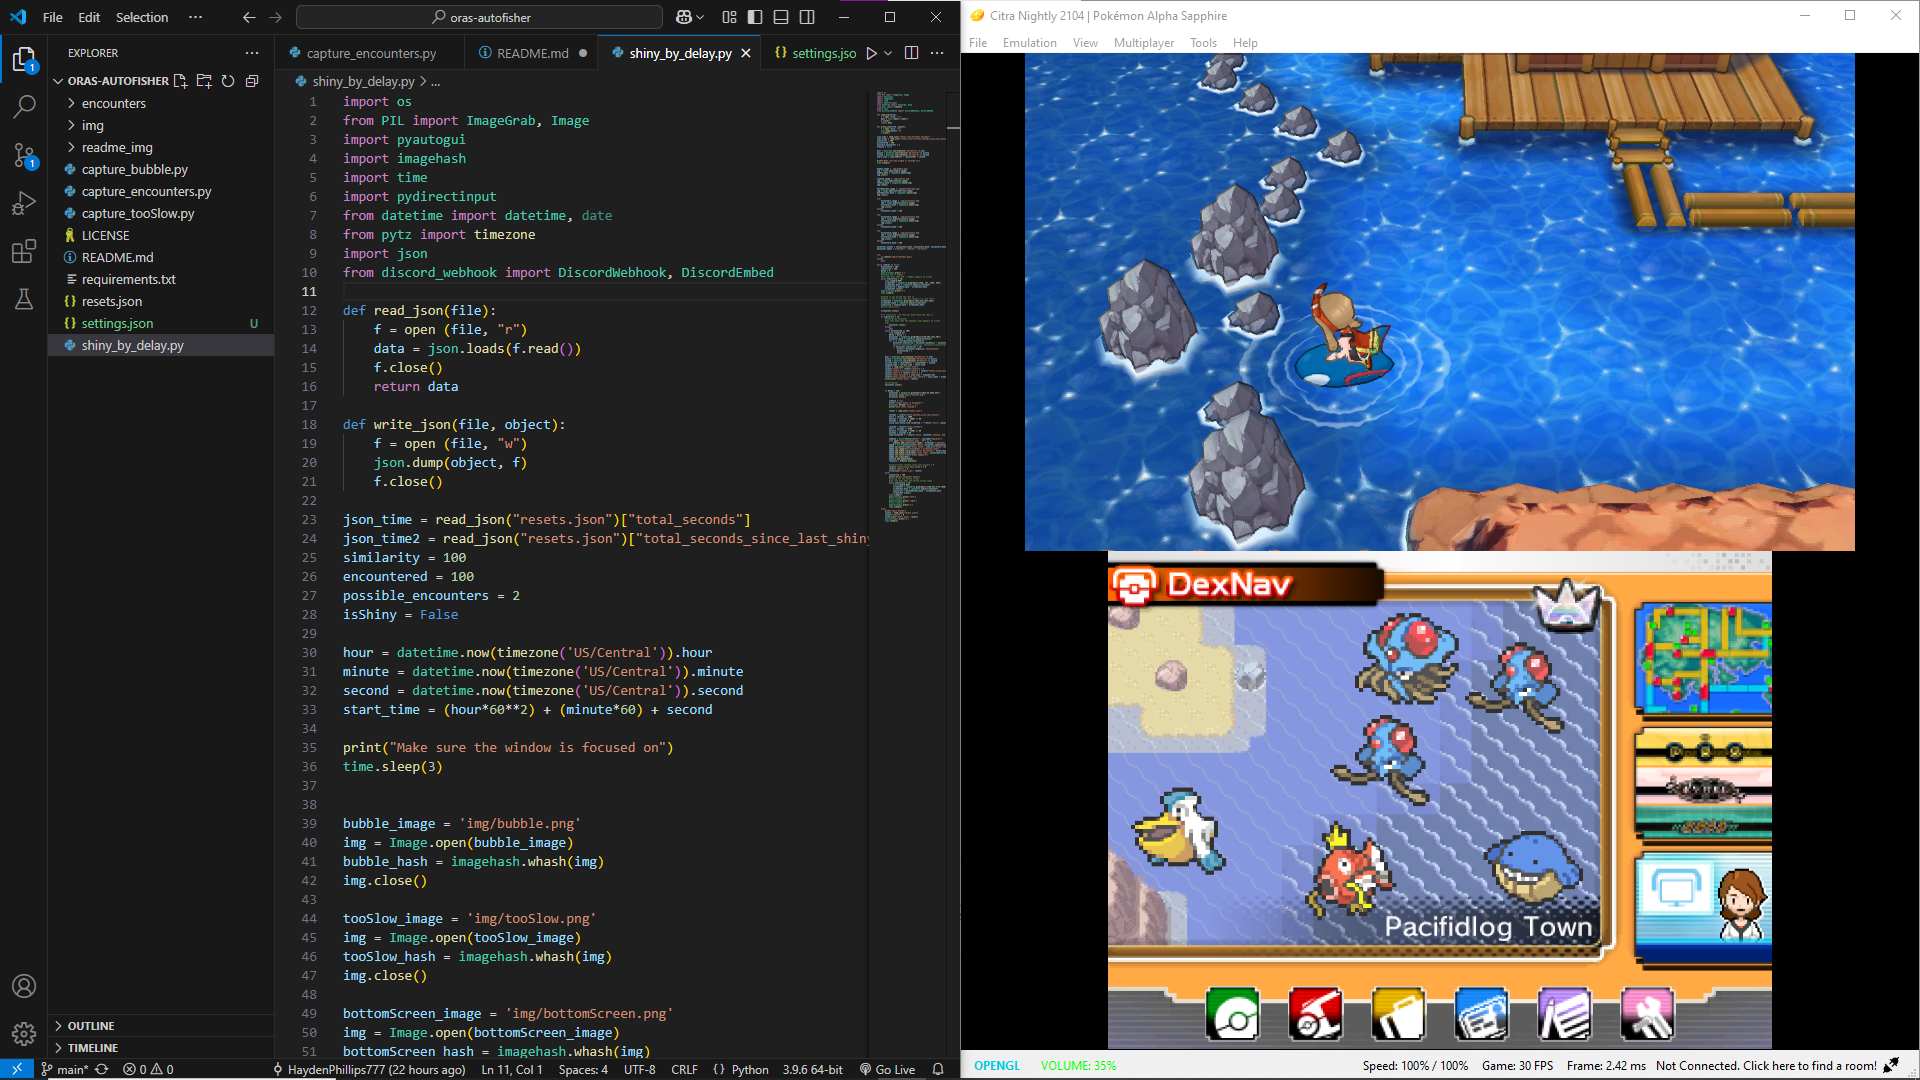 File Edit Selection ··· oras-autofisher
EXPLORER
ORAS-AUTOFISHER
encounters
img
readme_img
capture_bubble.py
capture_encounters.py
capture_tooSlow.py
LICENSE
README.md
requirements.txt
resets.json
settings.json U
shiny_by_delay.py
OUTLINE
TIMELINE
capture_encounters.py README.md shiny_by_delay.py settings.jso
shiny_by_delay.py > ...
1 import os
2 from PIL import ImageGrab, Image
3 import pyautogui
4 import imagehash
5 import time
6 import pydirectinput
7 from datetime import datetime, date
8 from pytz import timezone
9 import json
10 from discord_webhook import DiscordWebhook, DiscordEmbed
11
12 def read_json(file):
13 f = open (file, "r")
14 data = json.loads(f.read())
15 f.close()
16 return data
17
18 def write_json(file, object):
19 f = open (file, "w")
20 json.dump(object, f)
21 f.close()
22
23 json_time = read_json("resets.json")["total_seconds"]
24 json_time2 = read_json("resets.json")["total_seconds_since_last_shin
25 similarity = 100
26 encountered = 100
27 possible_encounters = 2
28 isShiny = False
29
30 hour = datetime.now(timezone('US/Central')).hour
31 minute = datetime.now(timezone('US/Central')).minute
32 second = datetime.now(timezone('US/Central')).second
33 start_time = (hour*60**2) + (minute*60) + second
34
35 print("Make sure the window is focused on")
36 time.sleep(3)
37
38
39 bubble_image = 'img/bubble.png'
40 img = Image.open(bubble_image)
41 bubble_hash = imagehash.whash(img)
42 img.close()
43
44 tooSlow_image = 'img/tooSlow.png'
45 img = Image.open(tooSlow_image)
46 tooSlow_hash = imagehash.whash(img)
47 img.close()
48
49 bottomScreen_image = 'img/bottomScreen.png'
50 img = Image.open(bottomScreen_image)
51 bottomScreen_hash = imagehash.whash(img)
main* 0 0 HaydenPhillips777 (22 hours ago) Ln 11, Col 1 Spaces: 4 UTF-8 CRLF {} Python 3.9.6 64-bit Go Live
Citra Nightly 2104 | Pokémon Alpha Sapphire
File Emulation View Multiplayer Tools Help
DexNav
Pacifidlog Town
OPENGL VOLUME: 35% Speed: 100% / 100% Game: 30 FPS Frame: 2.42 ms Not Connected. Click here to find a room!